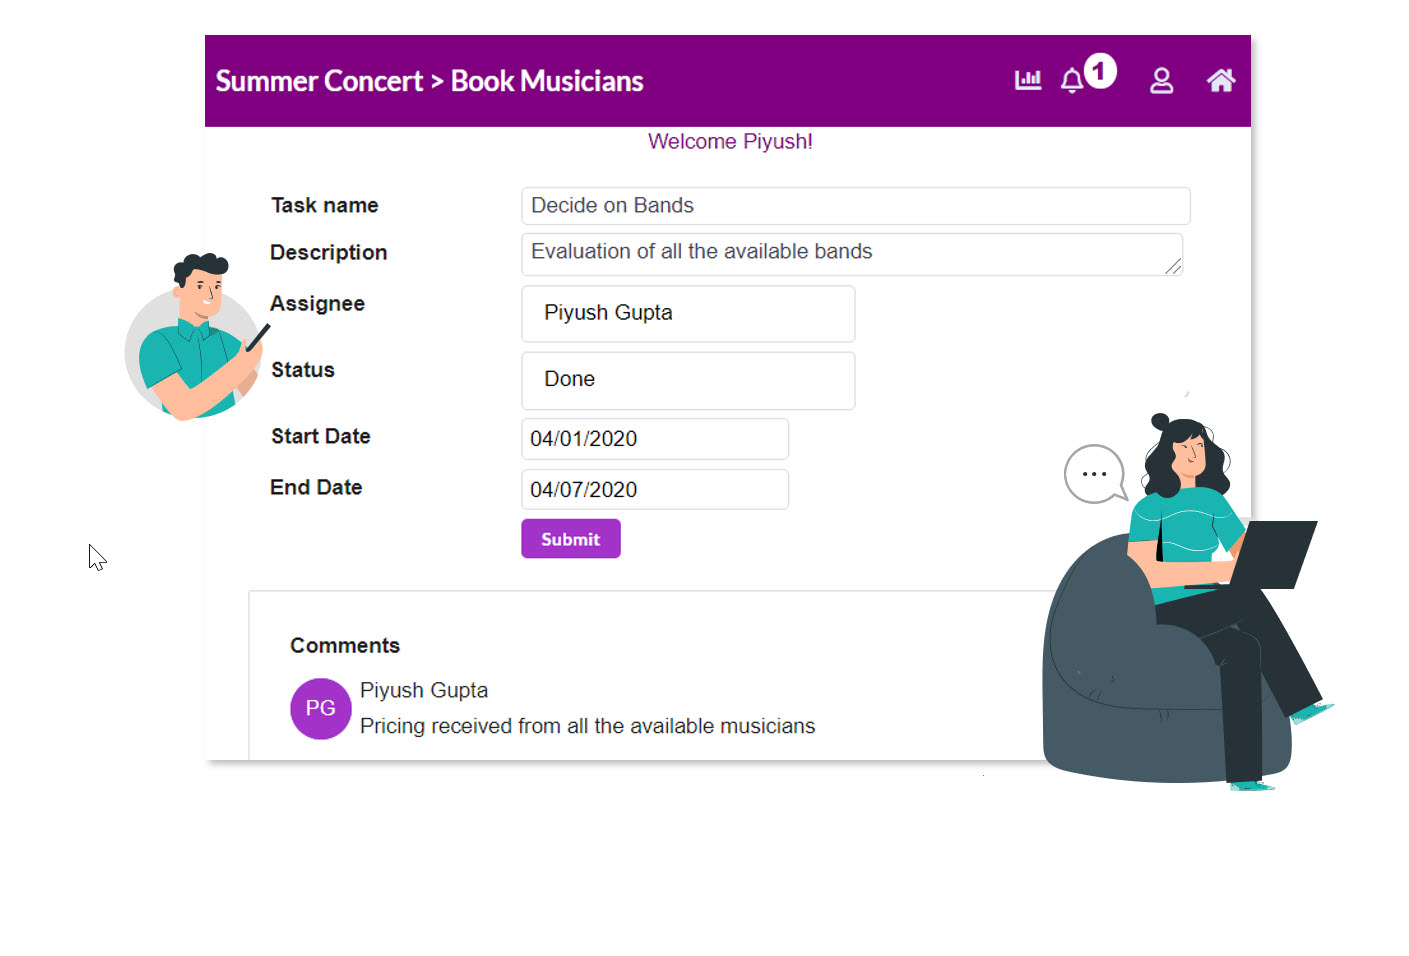 Summer Concert > Book Musicians
1
Welcome Piyush!
Task name
Decide on Bands
Description
Evaluation of all the available bands
Assignee
Piyush Gupta
Status
Done
Start Date
04/01/2020
End Date
04/07/2020
Submit
Comments
PG
Piyush Gupta
Pricing received from all the available musicians